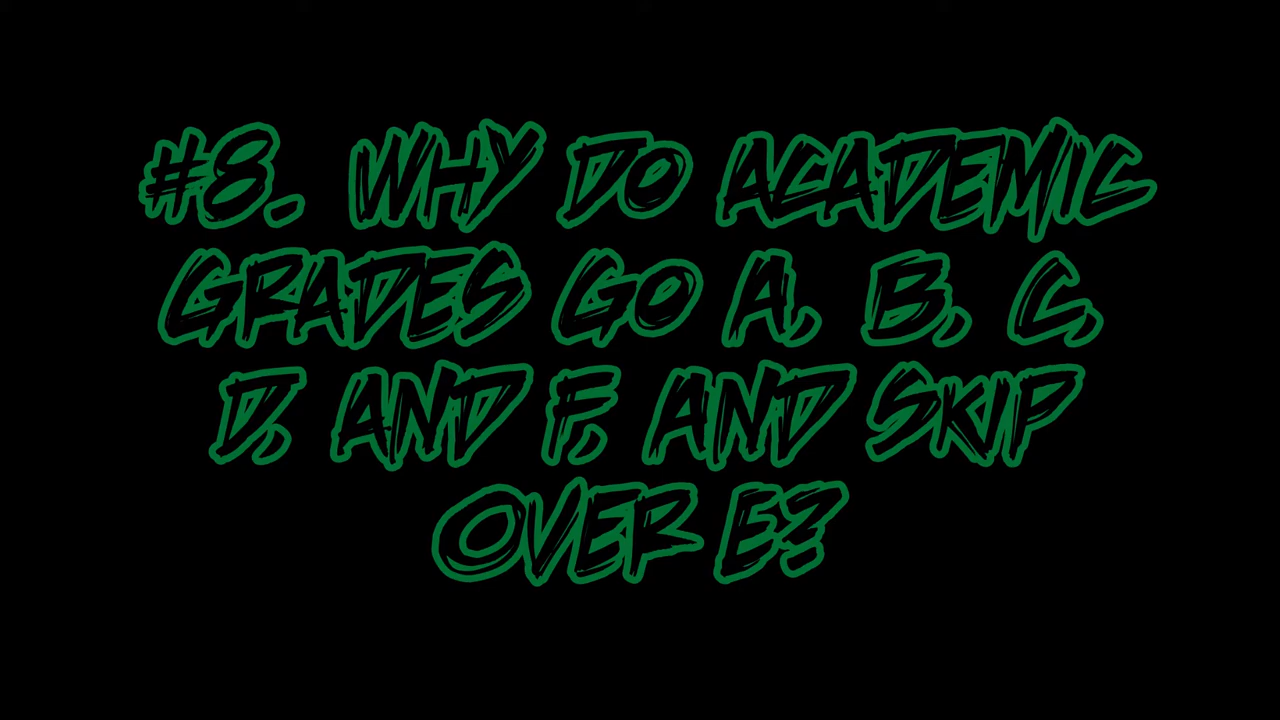 #8. WHY DO ACADEMIC
GRADES GO A, B, C,
D, AND F, AND SKIP
OVER E?